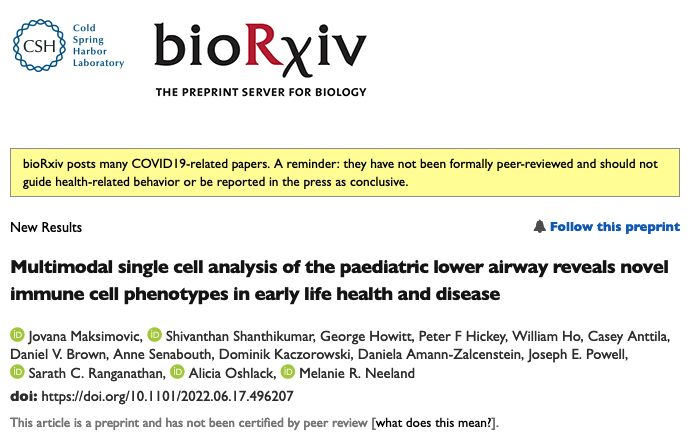 CSH
Cold
Spring
Harbor
Laboratory
bioRxiv
THE PREPRINT SERVER FOR BIOLOGY
bioRxiv posts many COVID19-related papers. A reminder: they have not been formally peer-reviewed and should not
guide health-related behavior or be reported in the press as conclusive.
New Results
Follow this preprint
Multimodal single cell analysis of the paediatric lower airway reveals novel
immune cell phenotypes in early life health and disease
iD Jovana Maksimovic, iD Shivanthan Shanthikumar, George Howitt, Peter F Hickey, William Ho, Casey Anttila,
Daniel V. Brown, Anne Senabouth, Dominik Kaczorowski, Daniela Amann-Zalcenstein, Joseph E. Powell,
iD Sarath C. Ranganathan, iD Alicia Oshlack, iD Melanie R. Neeland
doi: https://doi.org/10.1101/2022.06.17.496207
This article is a preprint and has not been certified by peer review [what does this mean?].